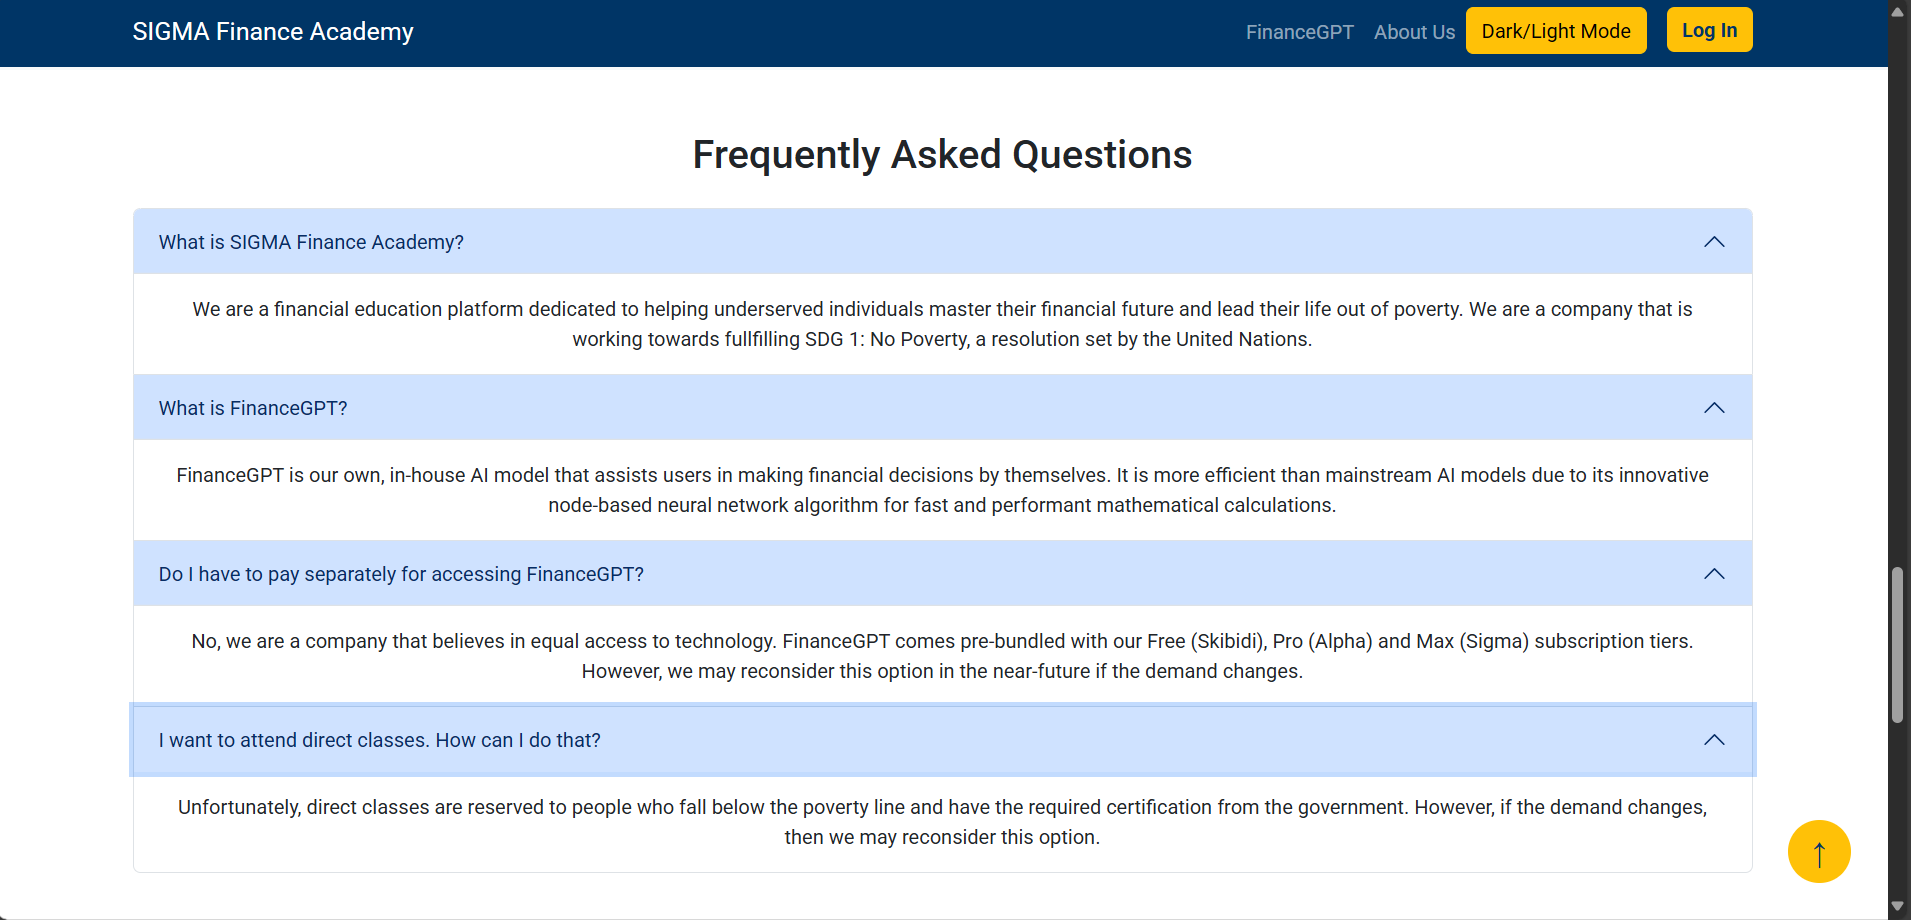 SIGMA Finance Academy
FinanceGPT About Us Dark/Light Mode Log In
Frequently Asked Questions
What is SIGMA Finance Academy?
We are a financial education platform dedicated to helping underserved individuals master their financial future and lead their life out of poverty. We are a company that is
working towards fullfilling SDG 1: No Poverty, a resolution set by the United Nations.
What is FinanceGPT?
FinanceGPT is our own, in-house AI model that assists users in making financial decisions by themselves. It is more efficient than mainstream AI models due to its innovative
node-based neural network algorithm for fast and performant mathematical calculations.
Do I have to pay separately for accessing FinanceGPT?
No, we are a company that believes in equal access to technology. FinanceGPT comes pre-bundled with our Free (Skibidi), Pro (Alpha) and Max (Sigma) subscription tiers.
However, we may reconsider this option in the near-future if the demand changes.
I want to attend direct classes. How can I do that?
Unfortunately, direct classes are reserved to people who fall below the poverty line and have the required certification from the government. However, if the demand changes,
then we may reconsider this option.
↑